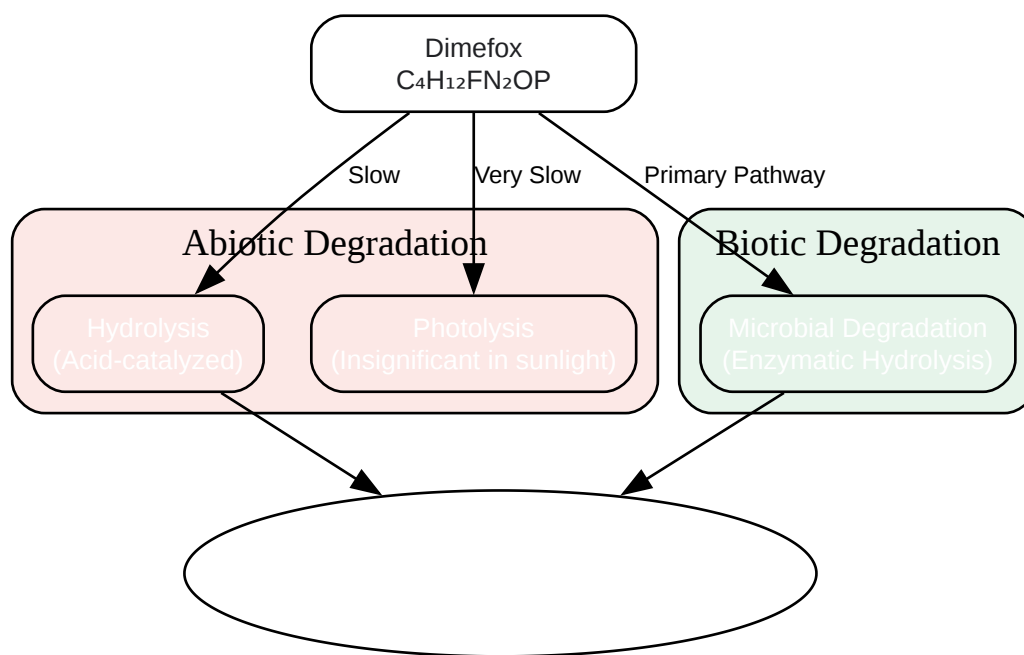 Dimefox
C₄H₁₂FN₂OP
Slow
Very Slow
Primary Pathway
Abiotic Degradation
Biotic Degradation
Hydrolysis
(Acid-catalyzed)
Photolysis
(Insignificant in sunlight)
Microbial Degradation
(Enzymatic Hydrolysis)